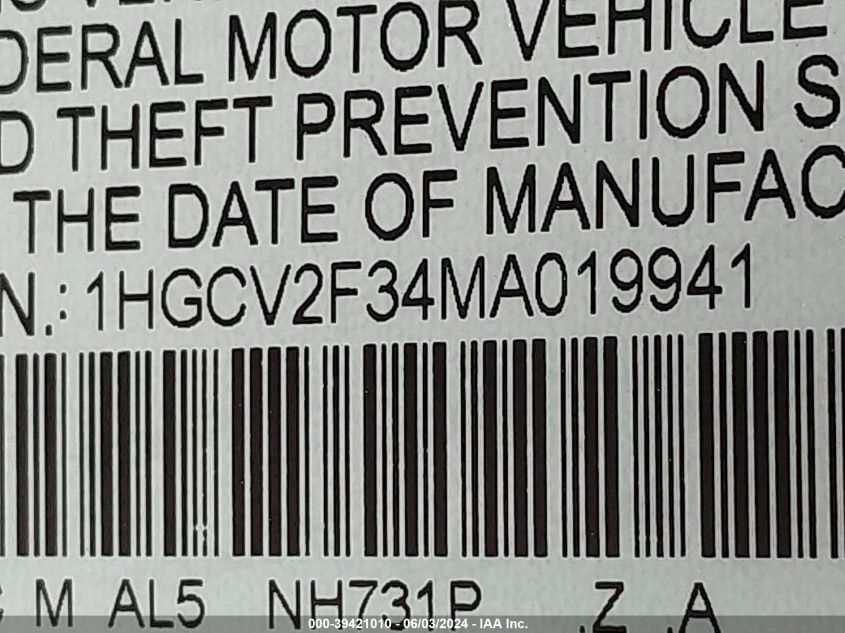 DERAL MOTOR VEHICLE
D THEFT PREVENTION S
THE DATE OF MANUFAC
N.: 1HGCV2F34MA019941
M AL5 NH731P Z A
000-39421010 - 06/03/2024 - IAA Inc.